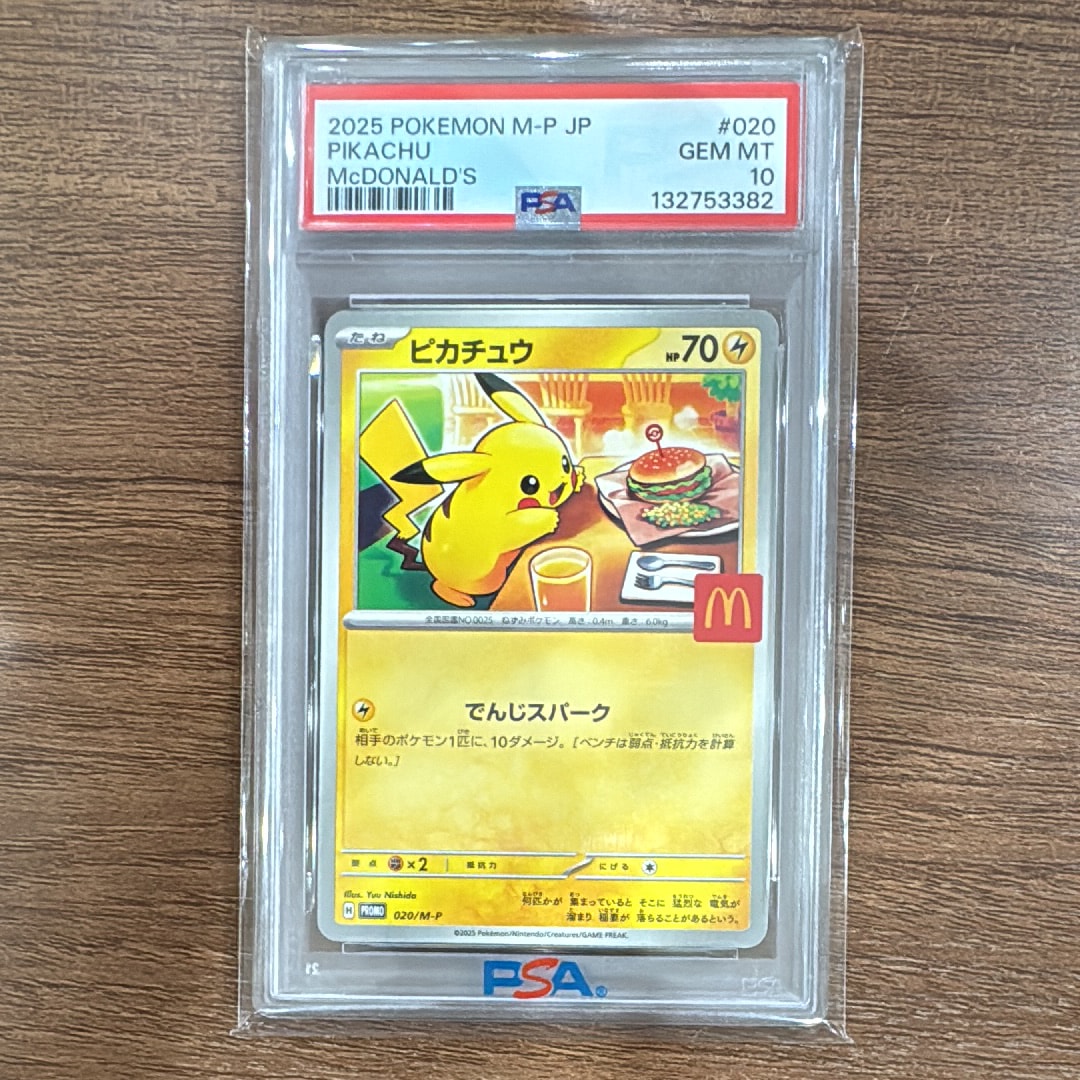 2025 POKEMON M-P JP #020
PIKACHU GEM MT
McDONALD'S 10
PSA 132753382
たね ピカチュウ HP70
全国図鑑NO.0025 ねずみポケモン 高さ:0.4m 重さ:6.0kg
でんじスパーク
相手のポケモン1匹に、10ダメージ。[ベンチは弱点・抵抗力を計算
しない。]
弱点 ×2 抵抗力 にげる
Illus. Yuu Nishida
何匹かが 集まっていると そこに 猛烈な 電気が
H PROMO 020/M-P
溜まり 稲妻が 落ちることがあるという。
©2025 Pokémon/Nintendo/Creatures/GAME FREAK.
PSA®